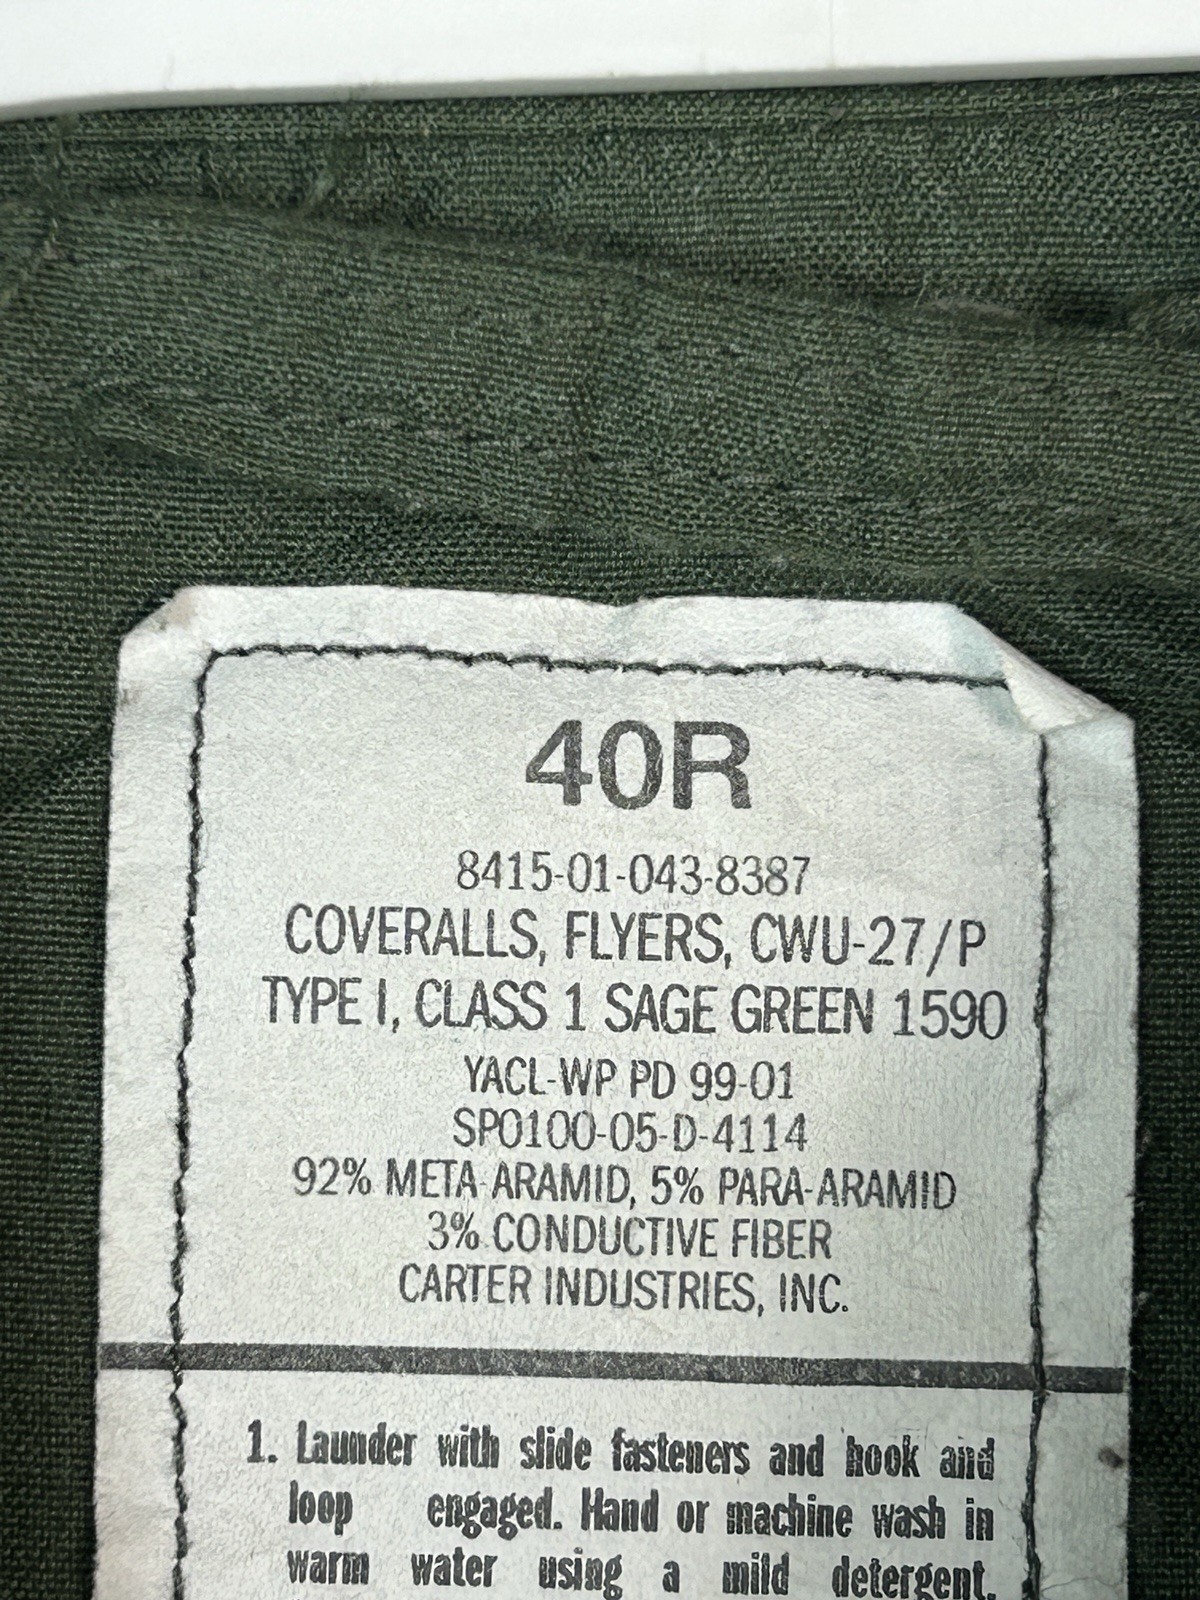 40R
8415-01-043-8387
COVERALLS, FLYERS, CWU-27/P
TYPE I, CLASS 1 SAGE GREEN 1590
YACL-WP PD 99-01
SPO100-05-D-4114
92% META-ARAMID, 5% PARA-ARAMID
3% CONDUCTIVE FIBER
CARTER INDUSTRIES, INC.
1. Launder with slide fasteners and hook and
loop engaged. Hand or machine wash in
warm water using a mild detergent.